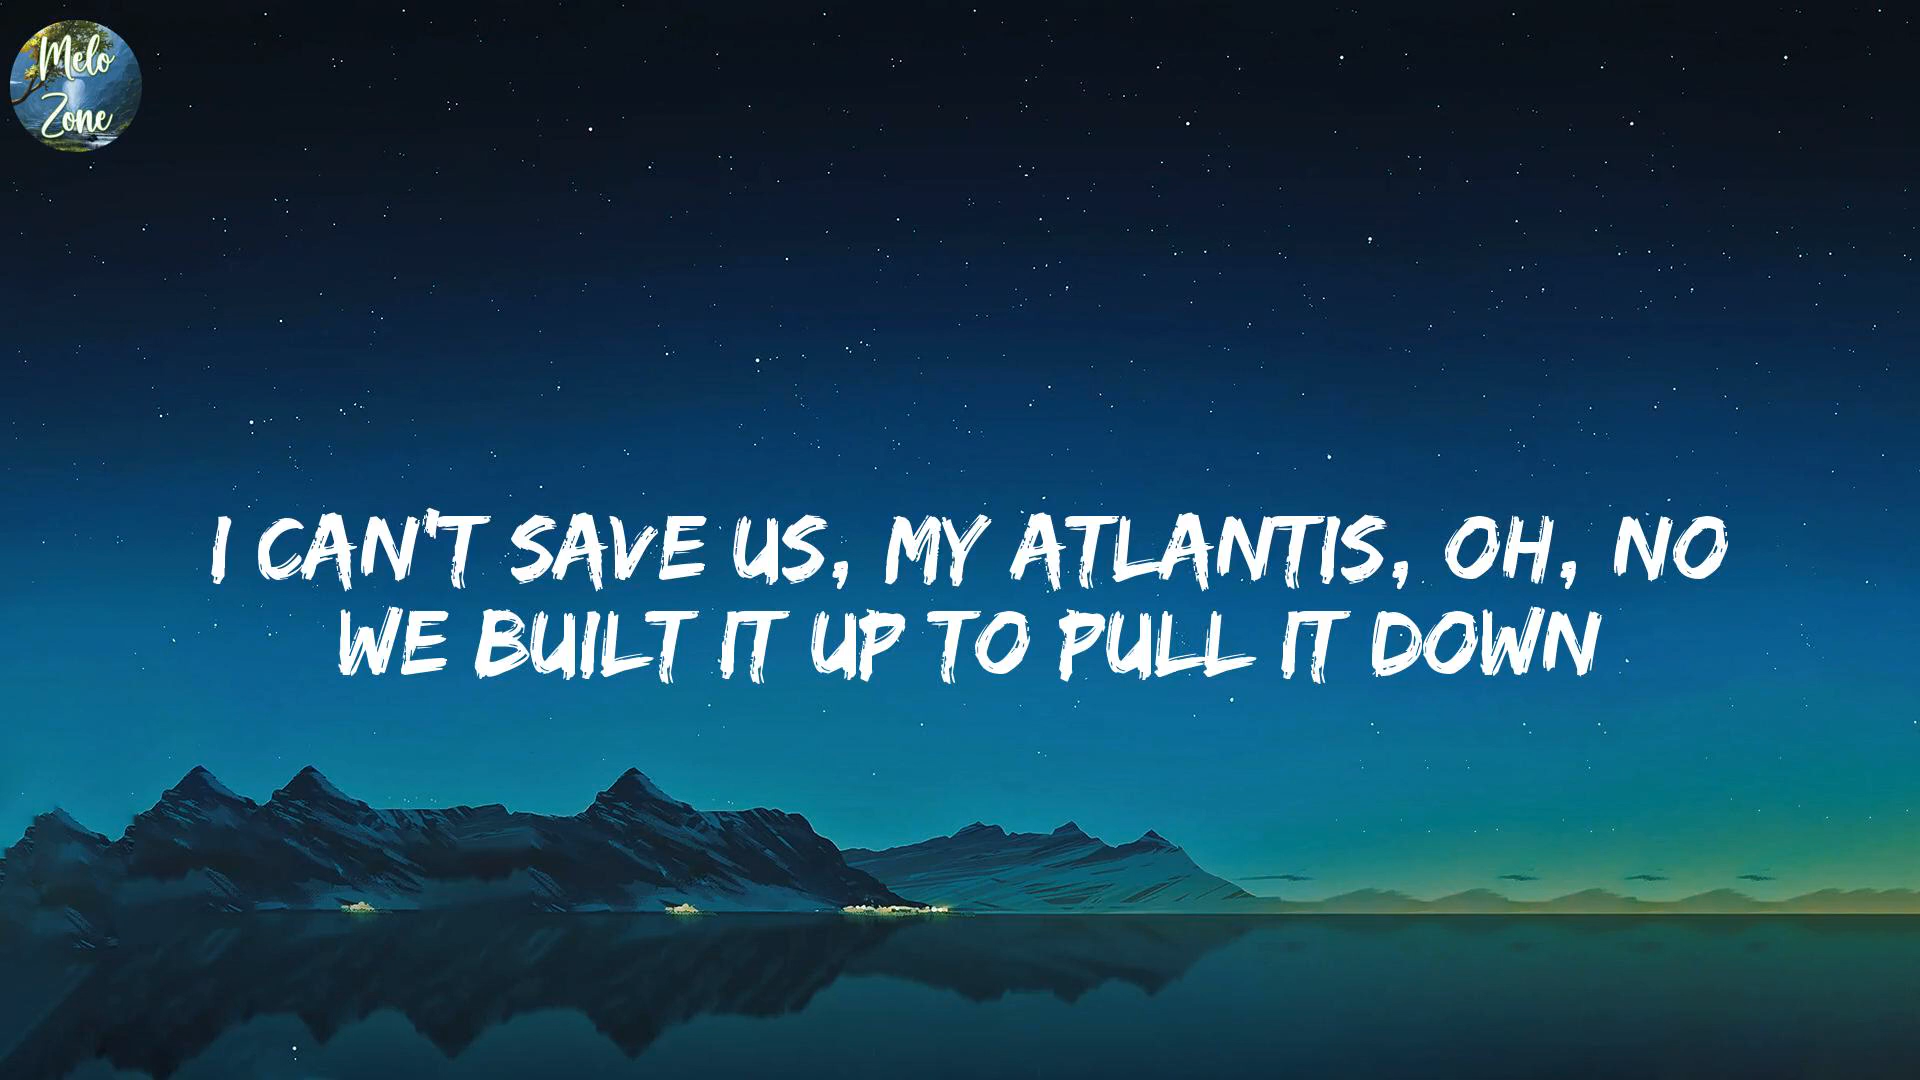 Melo
Zone
I CAN'T SAVE US, MY ATLANTIS, OH, NO
WE BUILT IT UP TO PULL IT DOWN